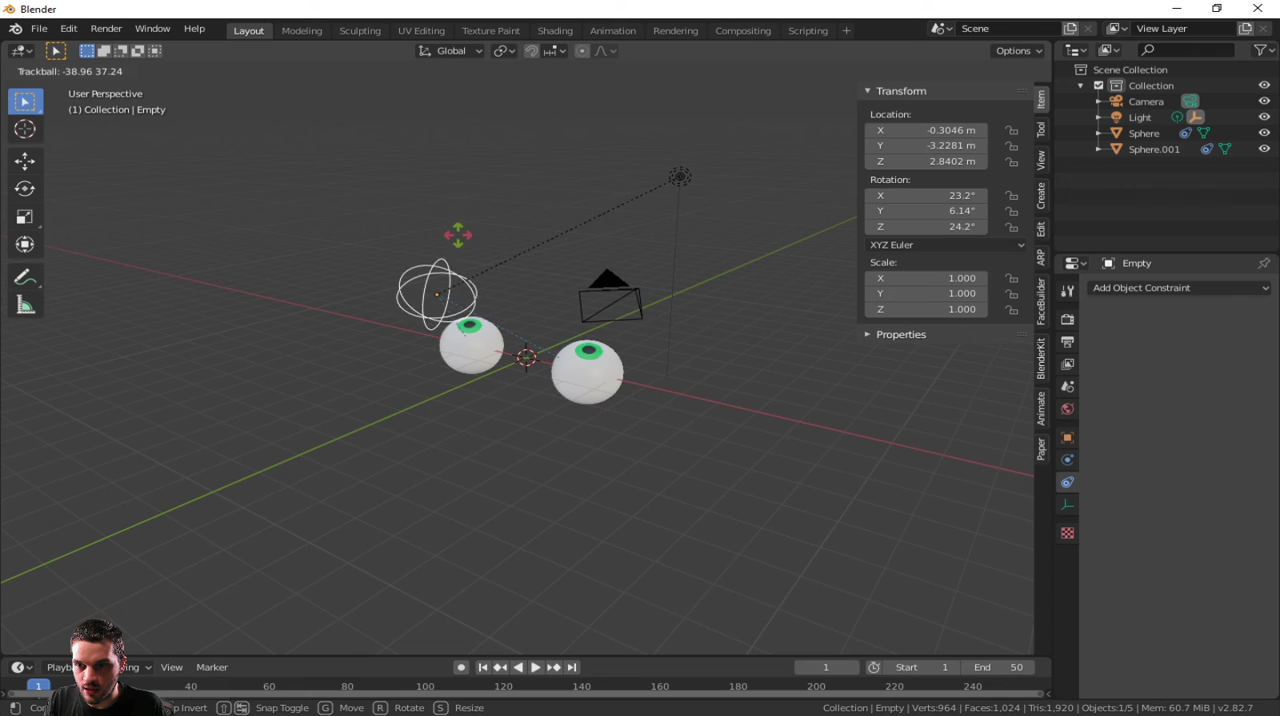 Blender
File Edit Render Window Help
Layout Modeling Sculpting UV Editing Texture Paint Shading Animation Rendering Compositing Scripting +
Scene
View Layer
Global
Options
Trackball: -38.96 37.24
User Perspective
(1) Collection | Empty
Transform
Location:
X -0.3046 m
Y -3.2281 m
Z 2.8402 m
Rotation:
X 23.2°
Y 6.14°
Z 24.2°
XYZ Euler
Scale:
X 1.000
Y 1.000
Z 1.000
Properties
Item
Tool
View
Create
Edit
ARP
FaceBuilder
BlenderKit
Animate
Paper
Scene Collection
Collection
Camera
Light
Sphere
Sphere.001
Empty
Add Object Constraint
View Marker
1
Start 1
End 50
1 40 60 80 100 120 140 160 180 200 220 240
Snap Invert Snap Toggle G Move R Rotate S Resize
Collection | Empty | Verts:964 | Faces:1,024 | Tris:1,920 | Objects:1/5 | Mem: 60.7 MiB | v2.82.7